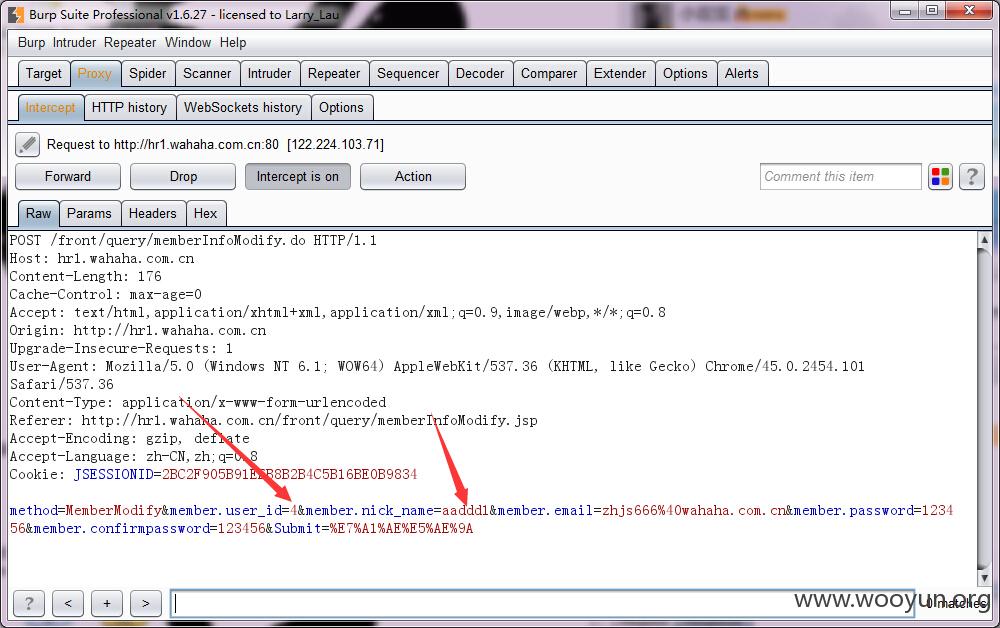 Burp Suite Professional v1.6.27 - licensed to Larry_Lau
Burp Intruder Repeater Window Help
Target Proxy Spider Scanner Intruder Repeater Sequencer Decoder Comparer Extender Options Alerts
Intercept HTTP history WebSockets history Options
Request to http://hr1.wahaha.com.cn:80 [122.224.103.71]
Forward Drop Intercept is on Action Comment this item ?
Raw Params Headers Hex
POST /front/query/memberInfoModify.do HTTP/1.1
Host: hr1.wahaha.com.cn
Content-Length: 176
Cache-Control: max-age=0
Accept: text/html,application/xhtml+xml,application/xml;q=0.9,image/webp,*/*;q=0.8
Origin: http://hr1.wahaha.com.cn
Upgrade-Insecure-Requests: 1
User-Agent: Mozilla/5.0 (Windows NT 6.1; WOW64) AppleWebKit/537.36 (KHTML, like Gecko) Chrome/45.0.2454.101
Safari/537.36
Content-Type: application/x-www-form-urlencoded
Referer: http://hr1.wahaha.com.cn/front/query/memberInfoModify.jsp
Accept-Encoding: gzip, deflate
Accept-Language: zh-CN,zh;q=0.8
Cookie:
method=MemberModify&member.user_id=4&member.nick_name=aaddd1&member.email=zhjs666%40wahaha.com.cn&member.password=1234
56&member.confirmpassword=123456&Submit=%E7%A1%AE%E5%AE%9A
? < + > 0 matches
www.wooyun.org